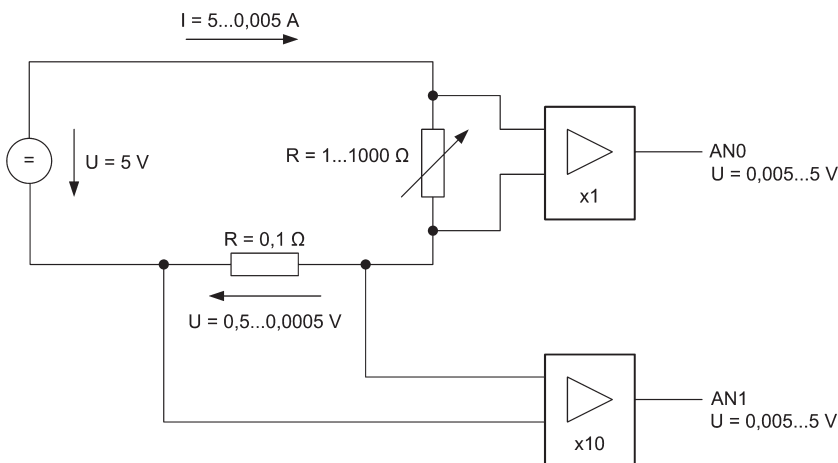 I = 5...0,005 A
=
U = 5 V
R = 1...1000 Ω
x1
AN0
U = 0,005...5 V
R = 0,1 Ω
U = 0,5...0,0005 V
x10
AN1
U = 0,005...5 V